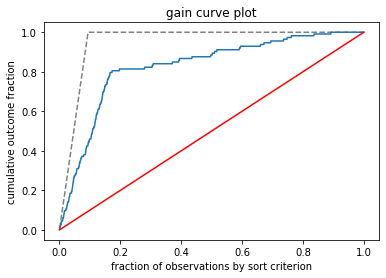 gain curve plot
cumulative outcome fraction
1.0
0.8
0.6
0.4
0.2
0.0
0.0 0.2 0.4 0.6 0.8 1.0
fraction of observations by sort criterion